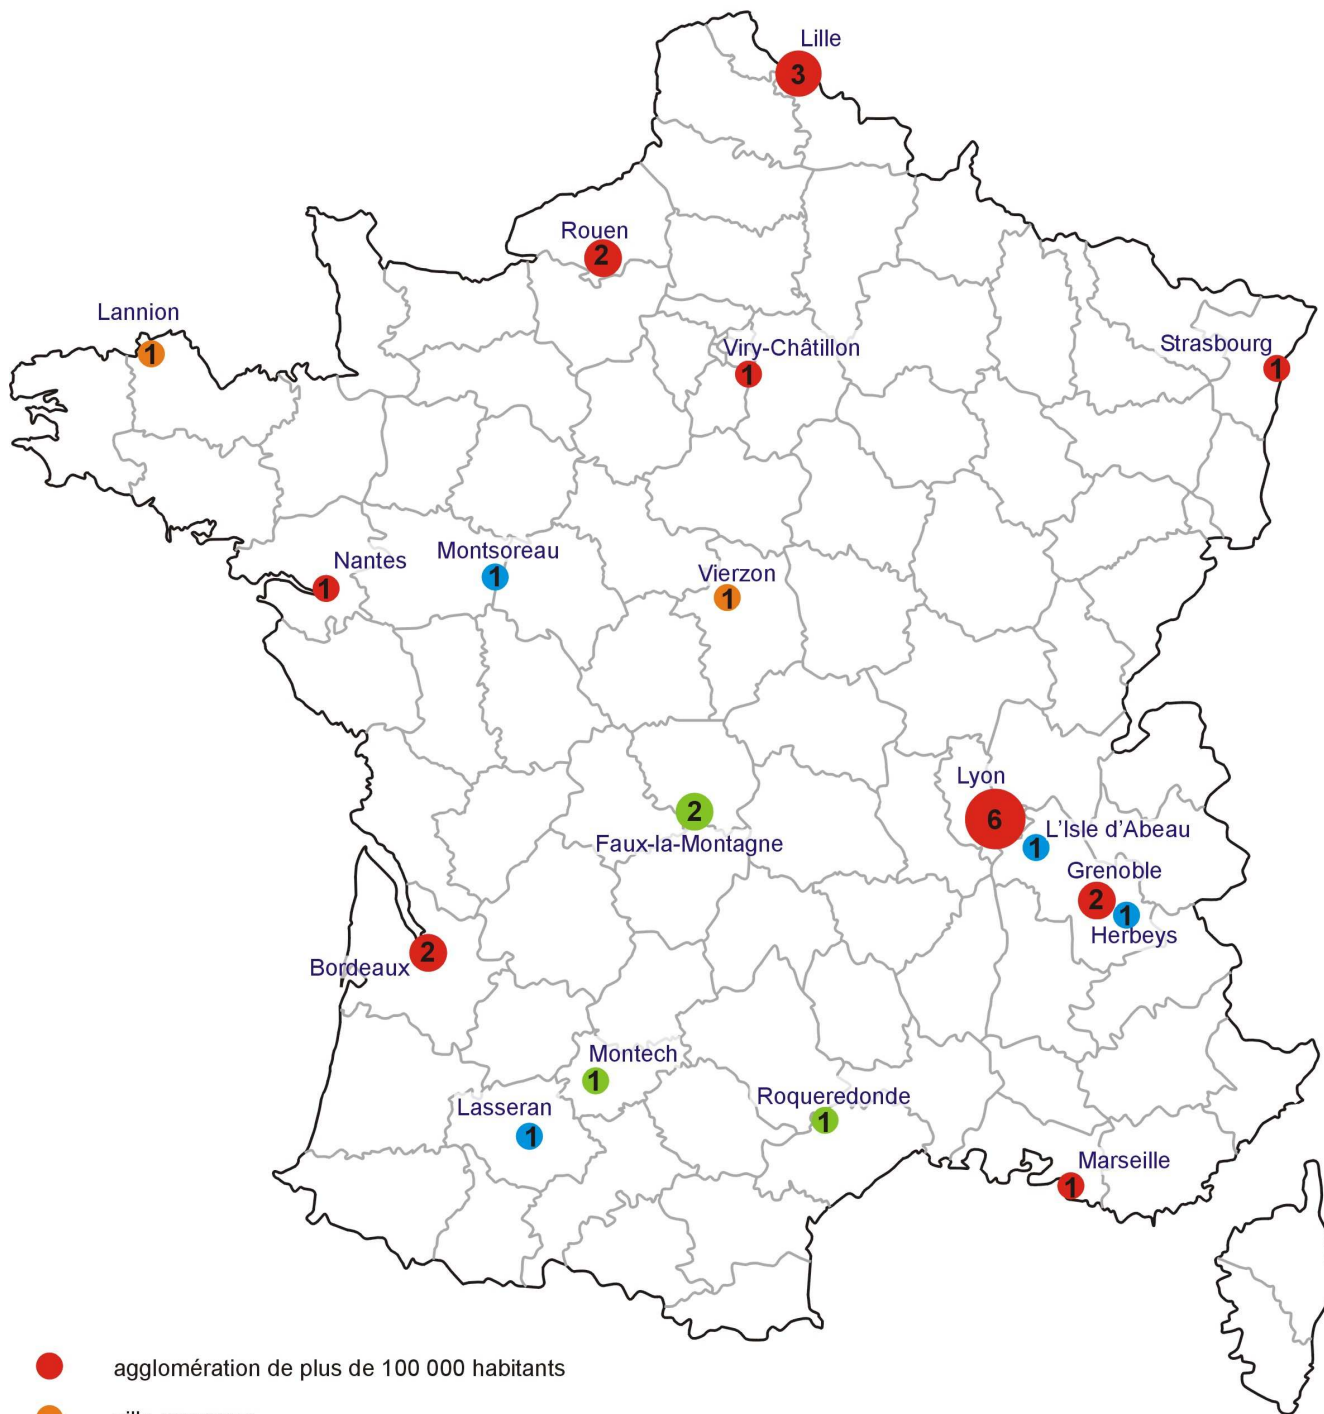 Lille
3
Rouen
2
Lannion
1
Viry-Châtillon
1
Strasbourg
1
Nantes
1
Montsoreau
1
Vierzon
1
Lyon
6
L'Isle d'Abeau
1
2
Faux-la-Montagne
Grenoble
2
1
Herbeys
2
Bordeaux
Montech
1
Lasseran
1
Roqueredonde
1
Marseille
1
agglomération de plus de 100 000 habitants